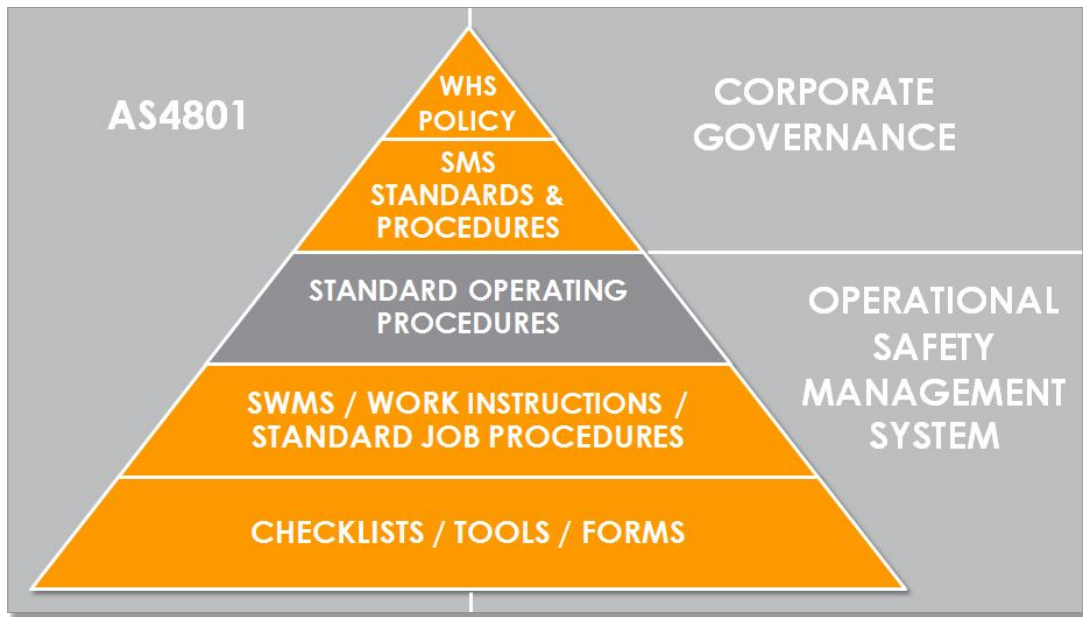 AS4801
WHS
POLICY
SMS
STANDARDS &
PROCEDURES
STANDARD OPERATING
PROCEDURES
SWMS / WORK INSTRUCTIONS /
STANDARD JOB PROCEDURES
CHECKLISTS / TOOLS / FORMS
CORPORATE
GOVERNANCE
OPERATIONAL
SAFETY
MANAGEMENT
SYSTEM